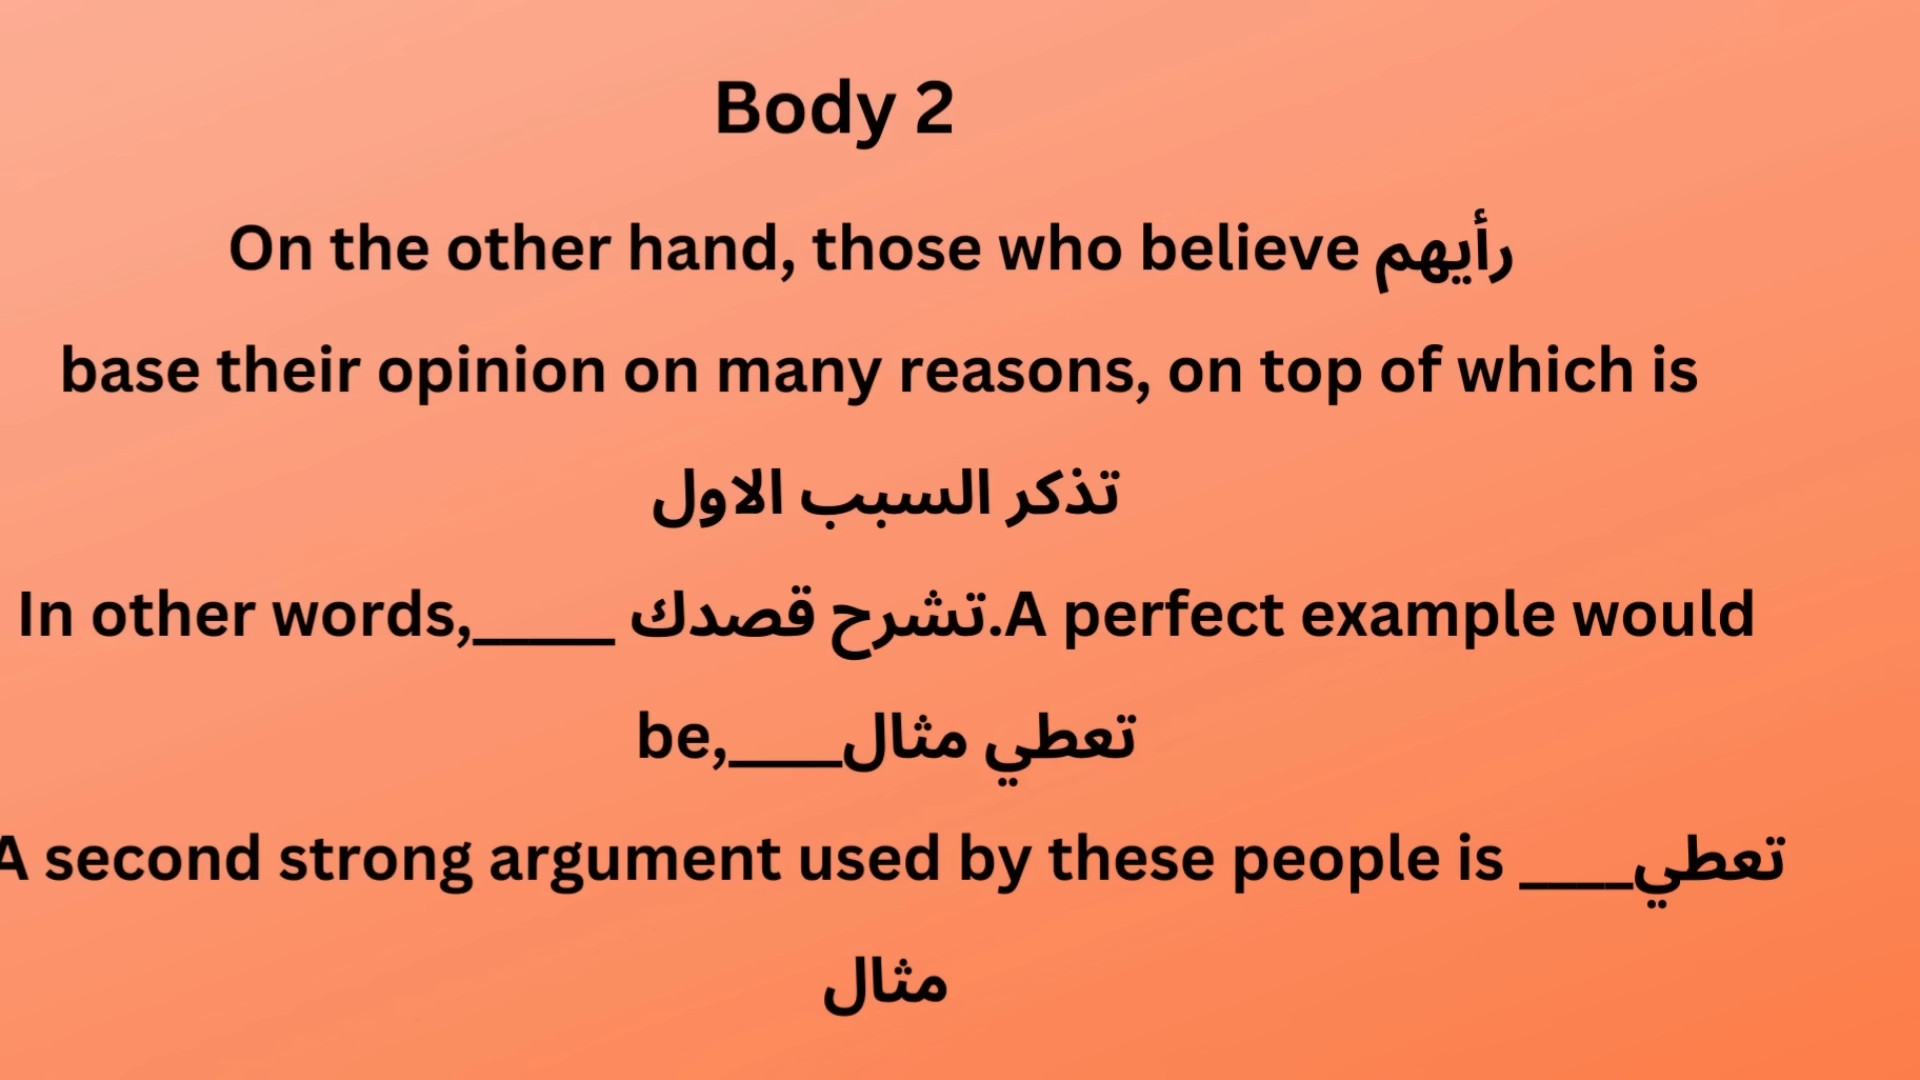 Body 2
On the other hand, those who believe رأيهم
base their opinion on many reasons, on top of which is
تذكر السبب الاول
In other words,_____ تشرح قصدك.A perfect example would
be,____تعطي مثال
A second strong argument used by these people is ____تعطي
مثال